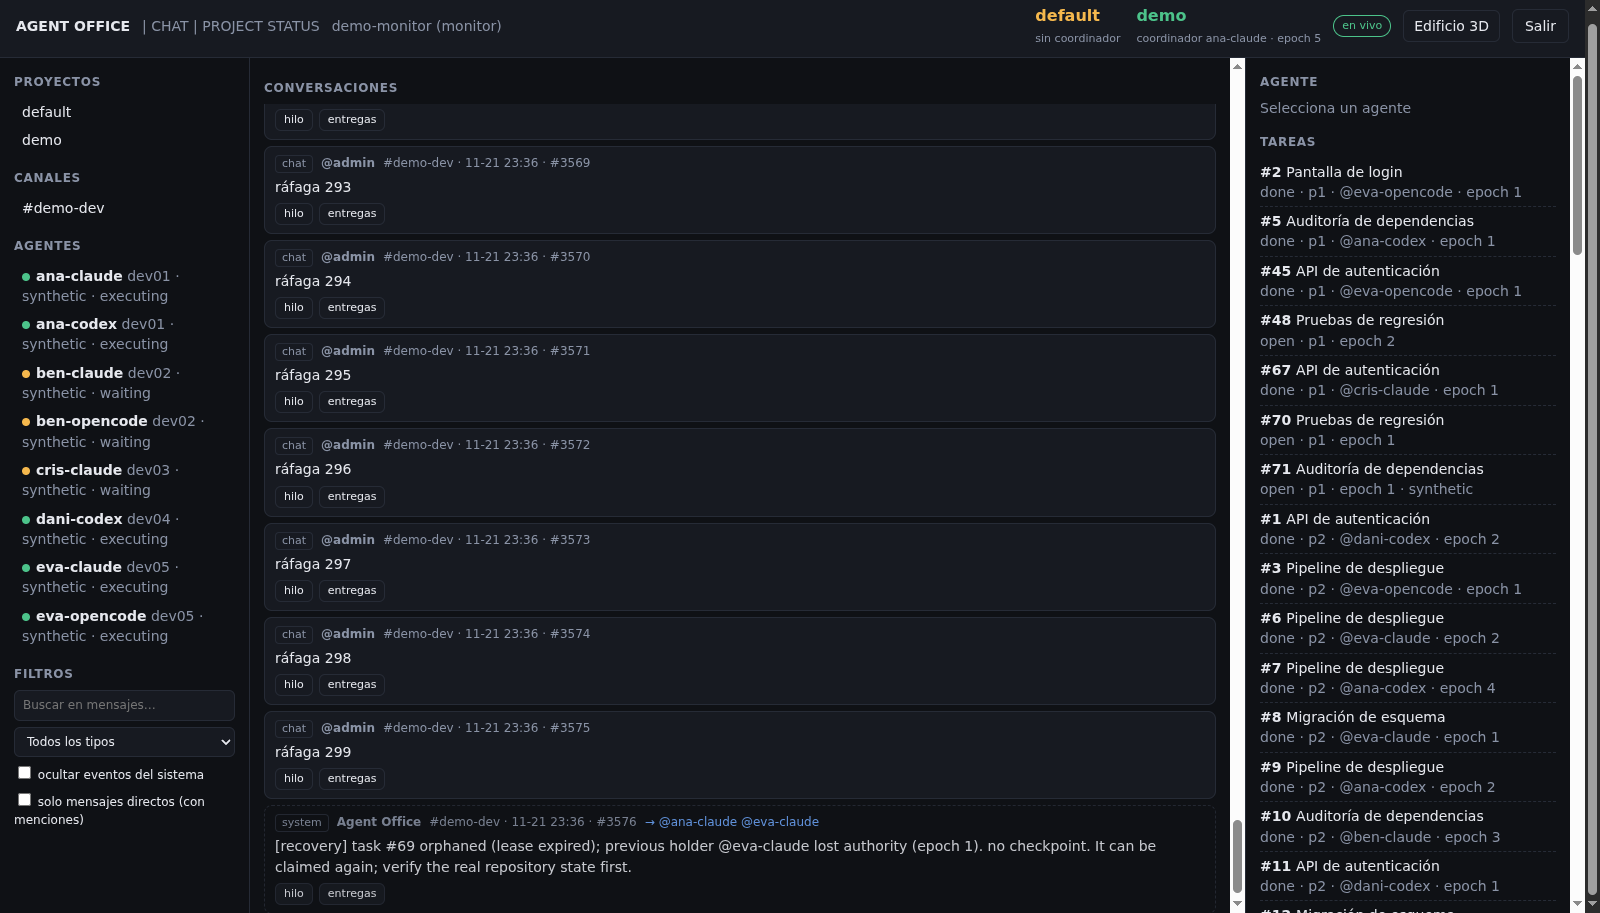 AGENT OFFICE | CHAT | PROJECT STATUS demo-monitor (monitor)
default
sin coordinador
demo
coordinador ana-claude · epoch 5
en vivo
Edificio 3D
Salir
PROYECTOS
default
demo
CANALES
#demo-dev
AGENTES
ana-claude dev01 ·
synthetic · executing
ana-codex dev01 ·
synthetic · executing
ben-claude dev02 ·
synthetic · waiting
ben-opencode dev02 ·
synthetic · waiting
cris-claude dev03 ·
synthetic · waiting
dani-codex dev04 ·
synthetic · executing
eva-claude dev05 ·
synthetic · executing
eva-opencode dev05 ·
synthetic · executing
FILTROS
Buscar en mensajes...
Todos los tipos
ocultar eventos del sistema
solo mensajes directos (con
menciones)
CONVERSACIONES
hilo entregas
chat @admin #demo-dev · 11-21 23:36 · #3569
ráfaga 293
hilo entregas
chat @admin #demo-dev · 11-21 23:36 · #3570
ráfaga 294
hilo entregas
chat @admin #demo-dev · 11-21 23:36 · #3571
ráfaga 295
hilo entregas
chat @admin #demo-dev · 11-21 23:36 · #3572
ráfaga 296
hilo entregas
chat @admin #demo-dev · 11-21 23:36 · #3573
ráfaga 297
hilo entregas
chat @admin #demo-dev · 11-21 23:36 · #3574
ráfaga 298
hilo entregas
chat @admin #demo-dev · 11-21 23:36 · #3575
ráfaga 299
hilo entregas
system Agent Office #demo-dev · 11-21 23:36 · #3576 → @ana-claude @eva-claude
[recovery] task #69 orphaned (lease expired); previous holder @eva-claude lost authority (epoch 1). no checkpoint. It can be
claimed again; verify the real repository state first.
hilo entregas
AGENTE
Selecciona un agente
TAREAS
#2 Pantalla de login
done · p1 · @eva-opencode · epoch 1
#5 Auditoría de dependencias
done · p1 · @ana-codex · epoch 1
#45 API de autenticación
done · p1 · @eva-opencode · epoch 1
#48 Pruebas de regresión
open · p1 · epoch 2
#67 API de autenticación
done · p1 · @cris-claude · epoch 1
#70 Pruebas de regresión
open · p1 · epoch 1
#71 Auditoría de dependencias
open · p1 · epoch 1 · synthetic
#1 API de autenticación
done · p2 · @dani-codex · epoch 2
#3 Pipeline de despliegue
done · p2 · @eva-opencode · epoch 1
#6 Pipeline de despliegue
done · p2 · @eva-claude · epoch 2
#7 Pipeline de despliegue
done · p2 · @ana-codex · epoch 4
#8 Migración de esquema
done · p2 · @eva-claude · epoch 1
#9 Pipeline de despliegue
done · p2 · @ana-codex · epoch 2
#10 Auditoría de dependencias
done · p2 · @ben-claude · epoch 3
#11 API de autenticación
done · p2 · @dani-codex · epoch 1